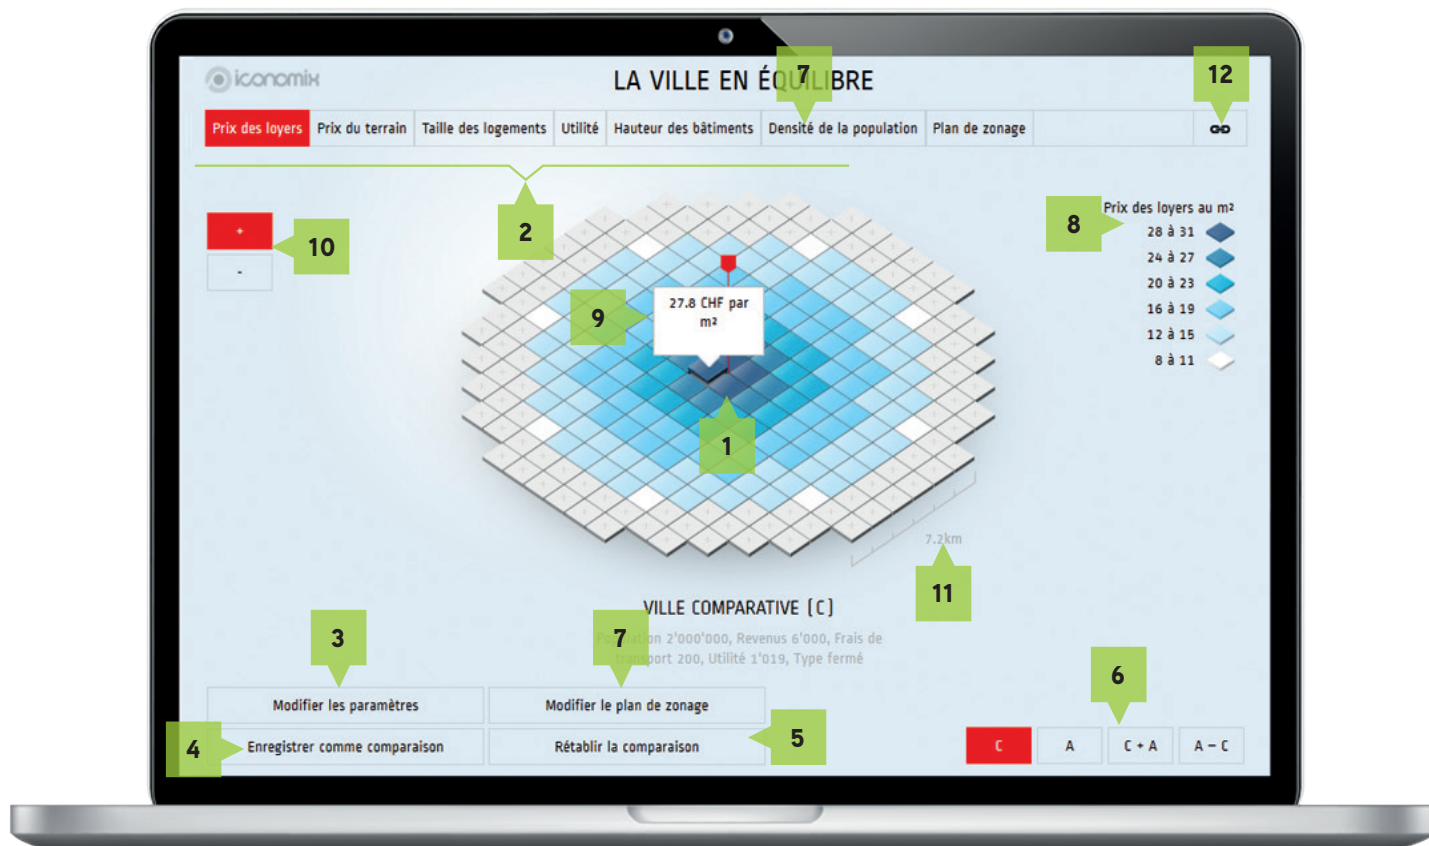 iconomix
LA VILLE EN ÉQUILIBRE
7
12
Prix des loyers
Prix du terrain
Taille des logements
Utilité
Hauteur des bâtiments
Densité de la population
Plan de zonage
2
10
+
-
8
Prix des loyers au m²
28 à 31
24 à 27
20 à 23
16 à 19
12 à 15
8 à 11
9
27.8 CHF par
m²
1
7.2km
11
VILLE COMPARATIVE (C)
2'000'000, Revenus 6'000, Frais de
200, Utilité 1'019, Type fermé
3
7
6
Modifier les paramètres
Modifier le plan de zonage
4
Enregistrer comme comparaison
Rétablir la comparaison
5
C
A
C + A
A – C